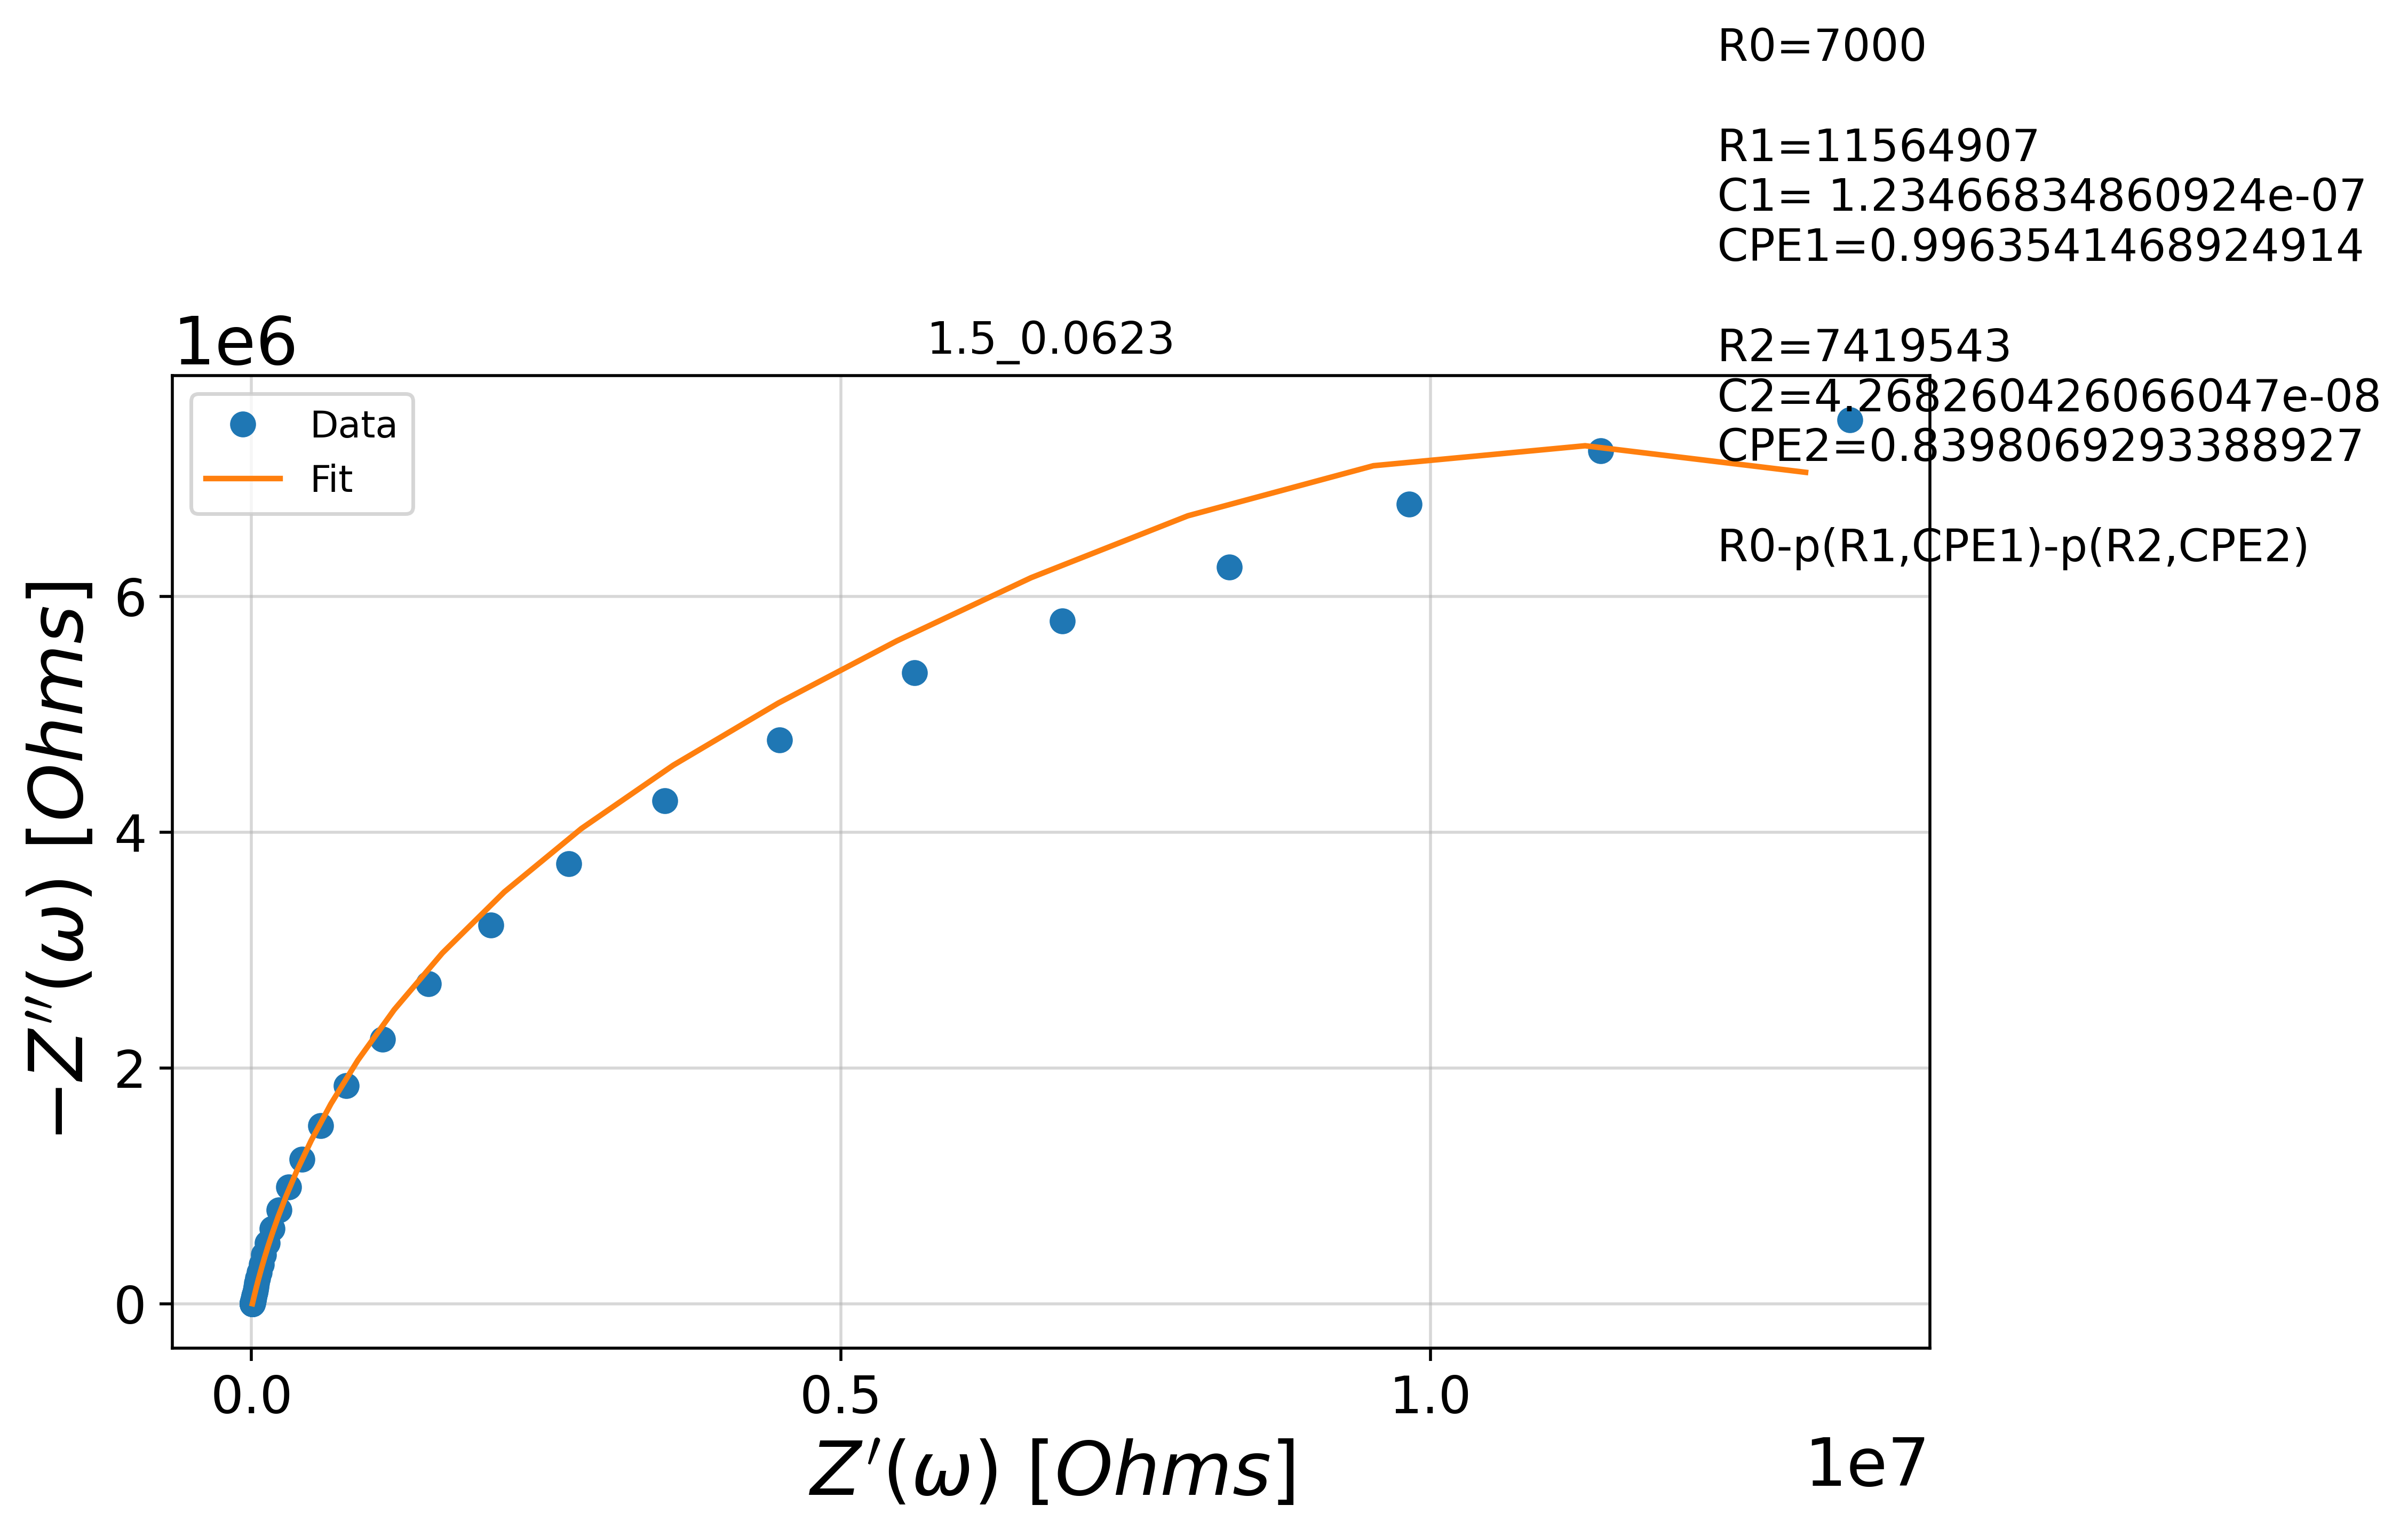 R0=7000
R1=11564907
C1= 1.23466834860924e-07
CPE1=0.9963541468924914
R2=7419543
C2=4.268260426066047e-08
CPE2=0.8398069293388927
R0-p(R1,CPE1)-p(R2,CPE2)
1e6
1.5_0.0623
Data
Fit
6
4
2
0
−Z′′(ω) [Ohms]
0.0
0.5
1.0
1e7
Z′(ω) [Ohms]